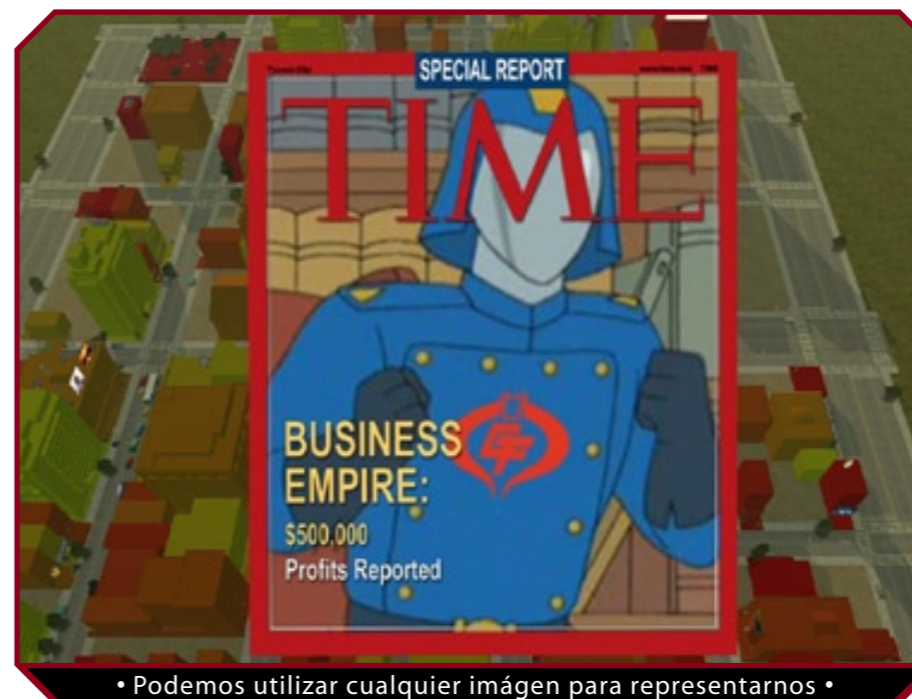 SPECIAL REPORT
TIME
BUSINESS
EMPIRE:
$500,000
Profits Reported
• Podemos utilizar cualquier imágen para representarnos •